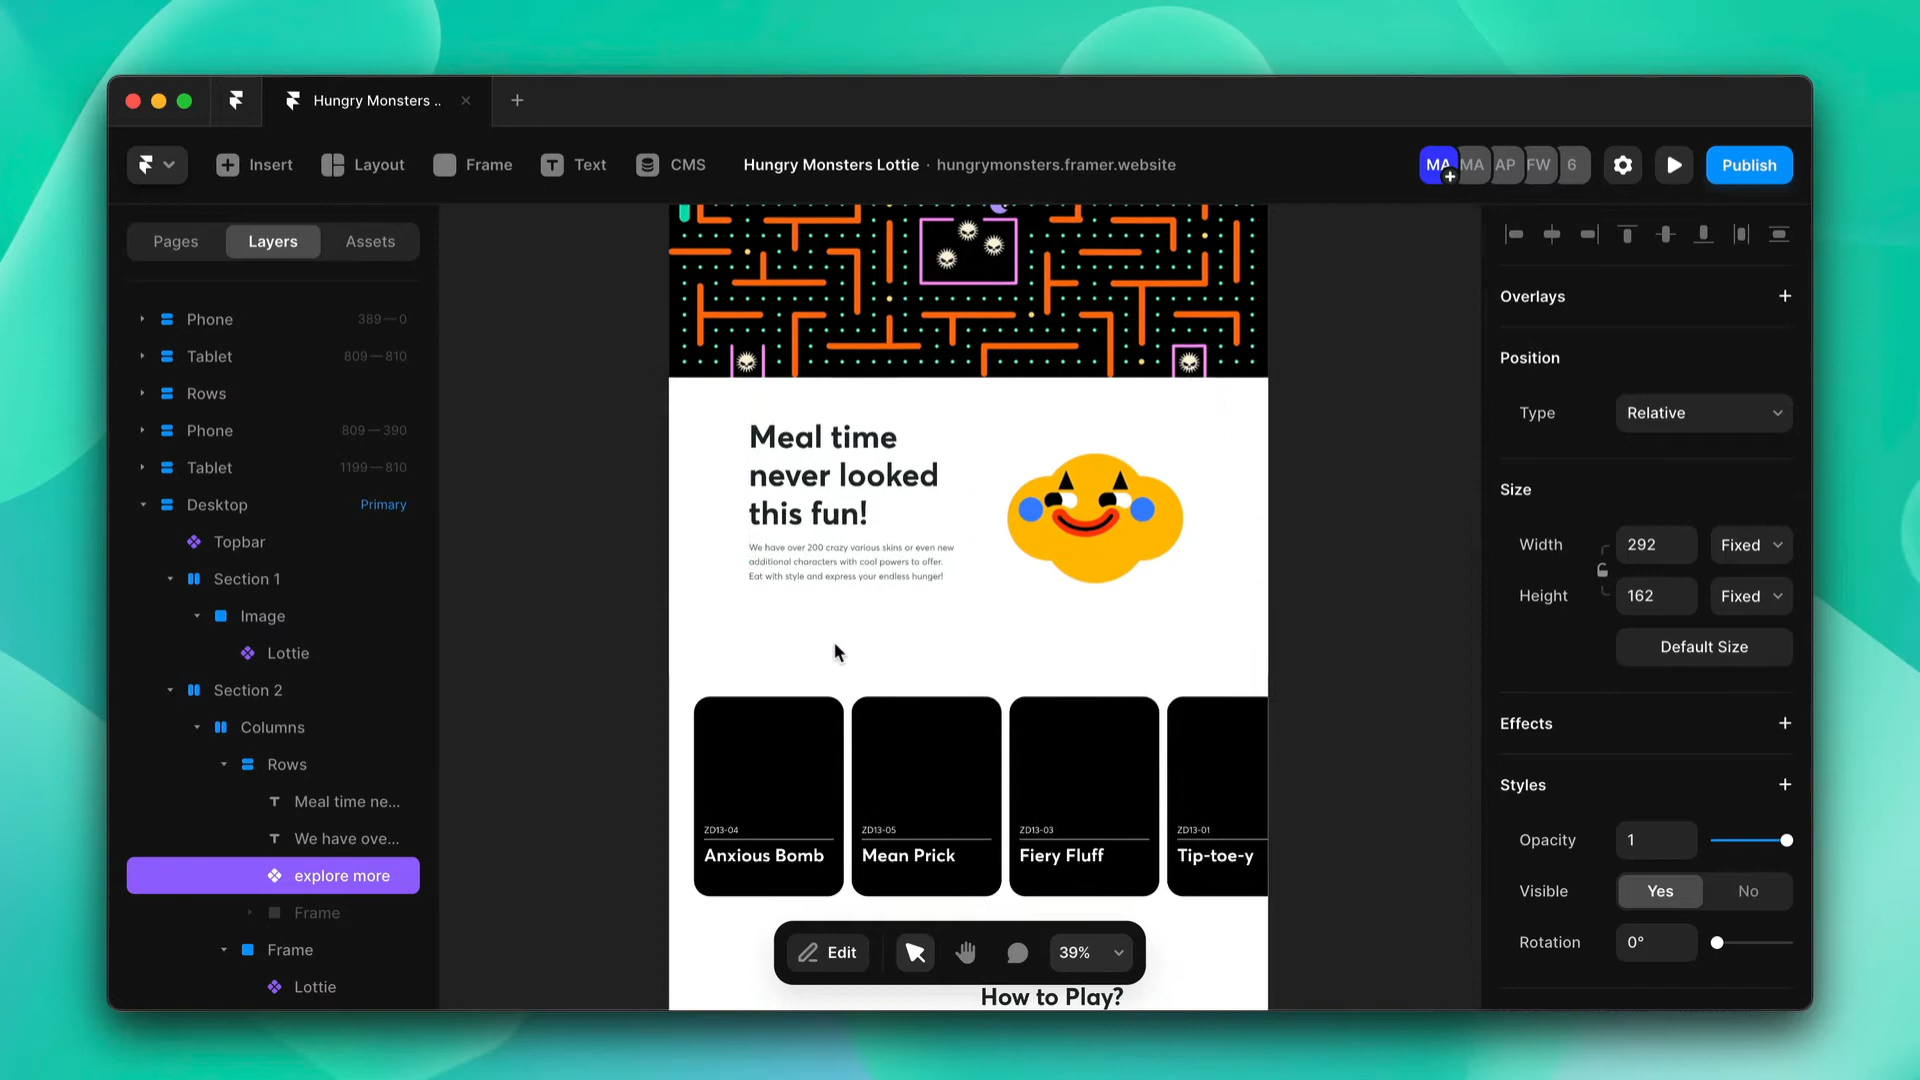 Hungry Monsters ..
Insert
Layout
Frame
Text
CMS
Hungry Monsters Lottie · hungrymonsters.framer.website
MA
MA
AP
FW
6
Publish
Pages
Layers
Assets
Phone
389—0
Tablet
809—810
Rows
Phone
809—390
Tablet
1199—810
Desktop
Primary
Topbar
Section 1
Image
Lottie
Section 2
Columns
Rows
Meal time ne...
We have ove...
explore more
Frame
Frame
Lottie
Meal time
never looked
this fun!
We have over 200 crazy various skins or even new
additional characters with cool powers to offer.
Eat with style and express your endless hunger!
ZD13-04
Anxious Bomb
ZD13-05
Mean Prick
ZD13-03
Fiery Fluff
ZD13-01
Tip-toe-y
Edit
39%
How to Play?
Overlays
Position
Type
Relative
Size
Width
292
Fixed
Height
162
Fixed
Default Size
Effects
Styles
Opacity
1
Visible
Yes
No
Rotation
0°